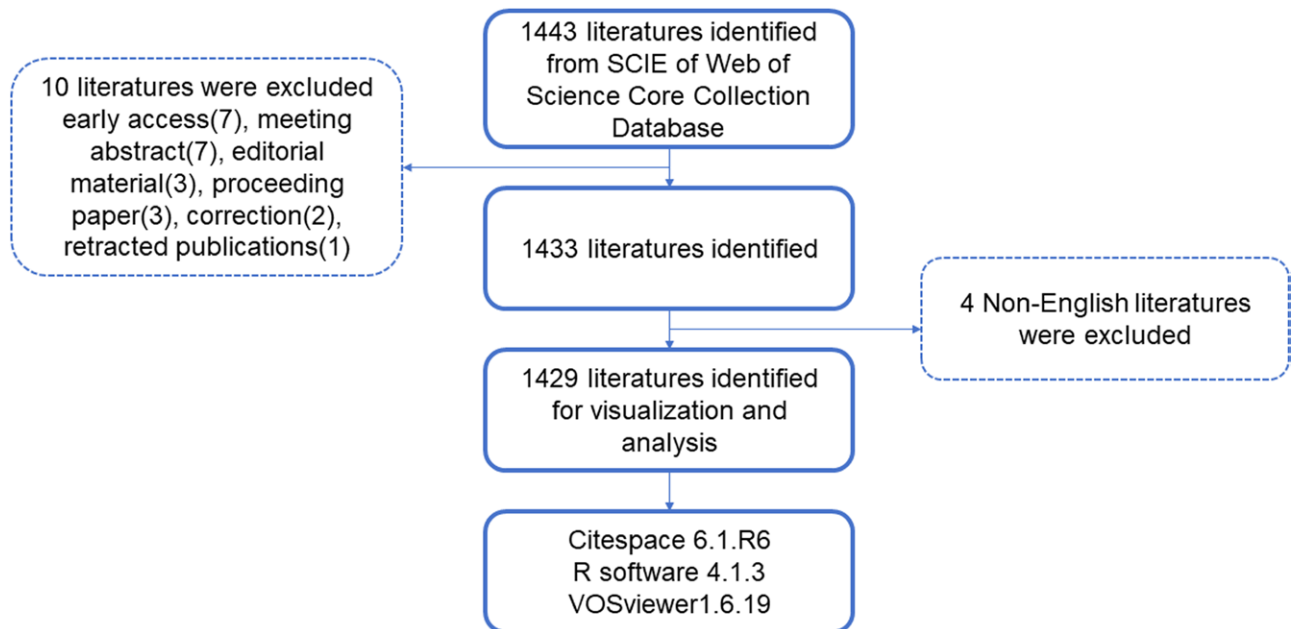 1443 literatures identified
from SCIE of Web of
Science Core Collection
Database
10 literatures were excluded
early access(7), meeting
abstract(7), editorial
material(3), proceeding
paper(3), correction(2),
retracted publications(1)
1433 literatures identified
4 Non-English literatures
were excluded
1429 literatures identified
for visualization and
analysis
Citespace 6.1.R6
R software 4.1.3
VOSviewer1.6.19